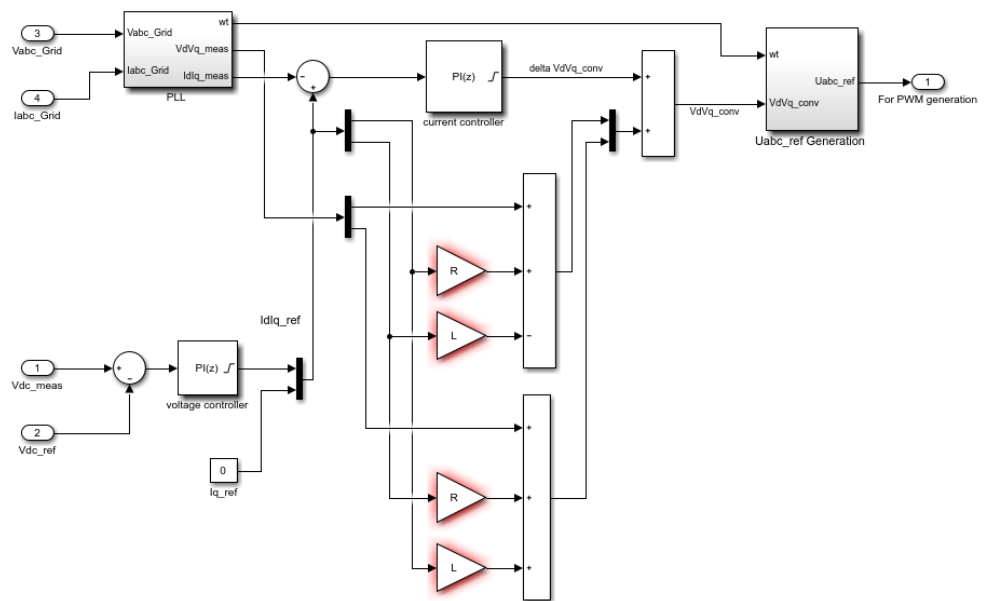 3
Vabc_Grid
4
Iabc_Grid
Vabc_Grid
Iabc_Grid
wt
VdVq_meas
IdIq_meas
PLL
−
+
PI(z)
current controller
delta VdVq_conv
+
+
VdVq_conv
wt
VdVq_conv
Uabc_ref
Uabc_ref Generation
1
For PWM generation
+
R
+
L
−
IdIq_ref
1
Vdc_meas
2
Vdc_ref
+
−
PI(z)
voltage controller
0
Iq_ref
+
R
+
L
+